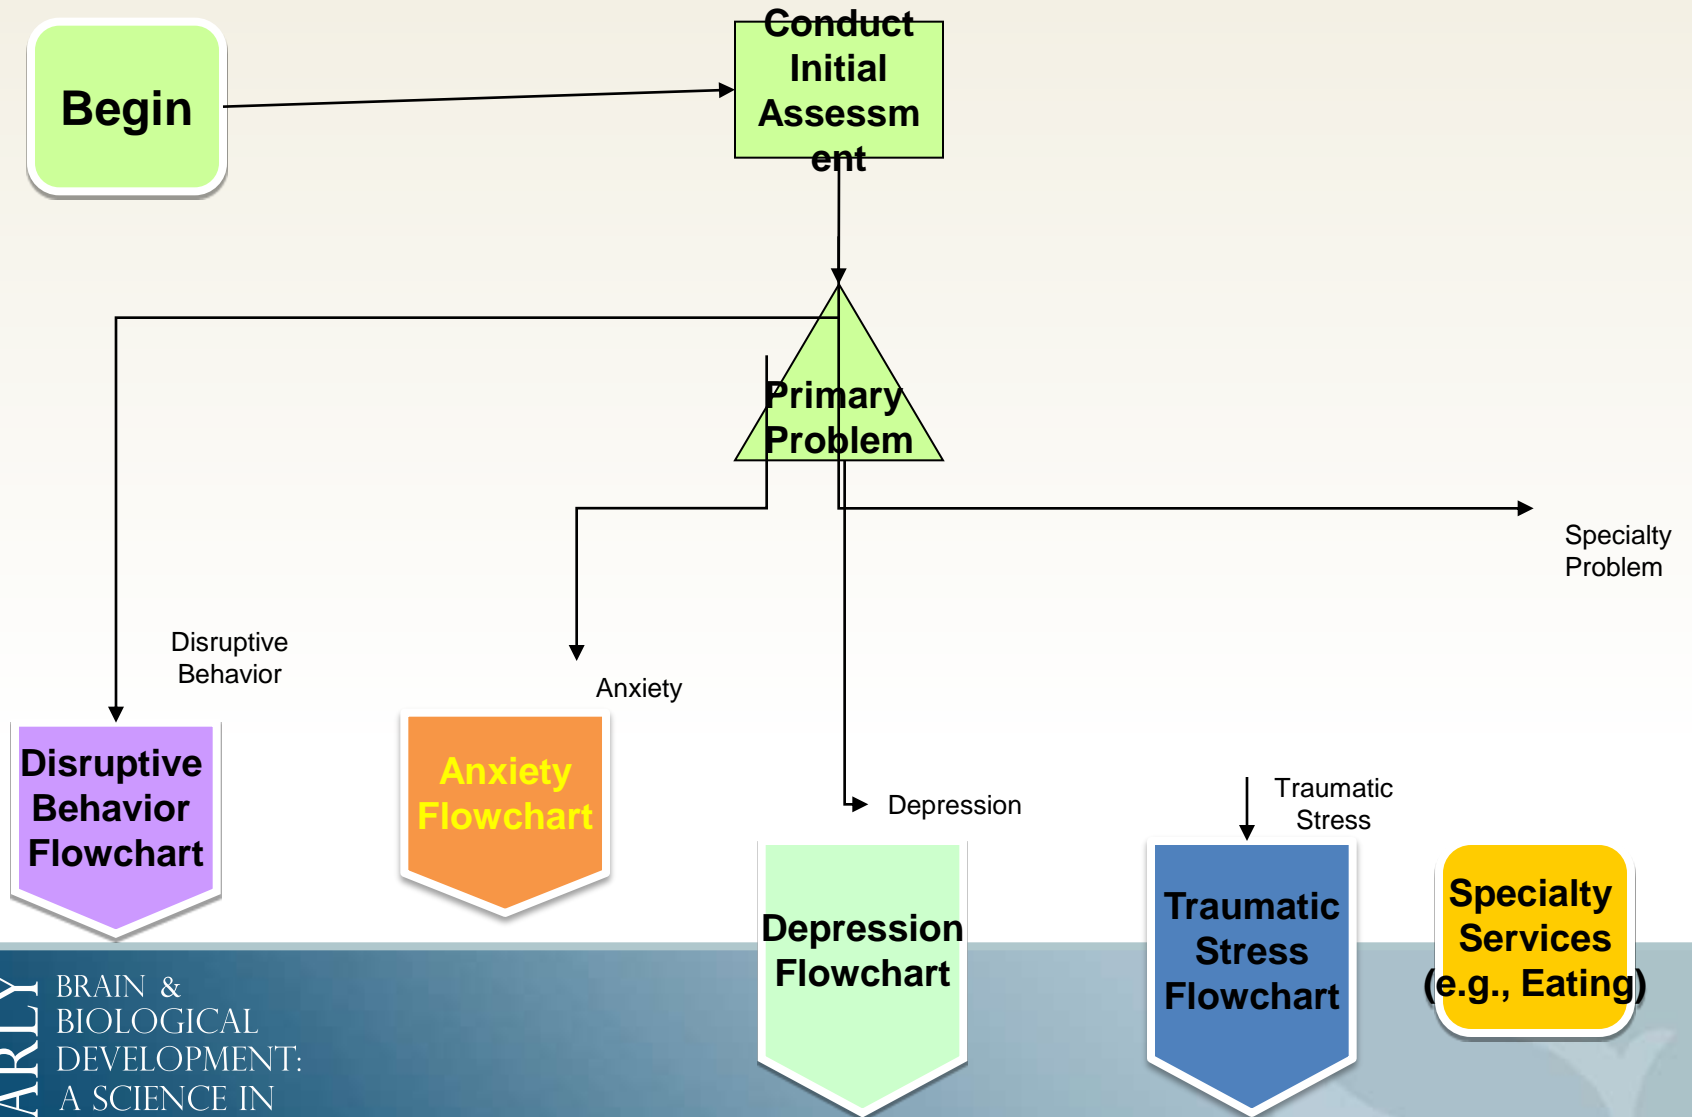 Begin
Conduct
Initial
Assessm
ent
Primary
Problem
Specialty
Problem
Disruptive
Behavior
Anxiety
Depression
Traumatic
Stress
Disruptive
Behavior
Flowchart
Anxiety
Flowchart
Depression
Flowchart
Traumatic
Stress
Flowchart
Specialty
Services
(e.g., Eating)
ARLY
BRAIN &
BIOLOGICAL
DEVELOPMENT:
A SCIENCE IN